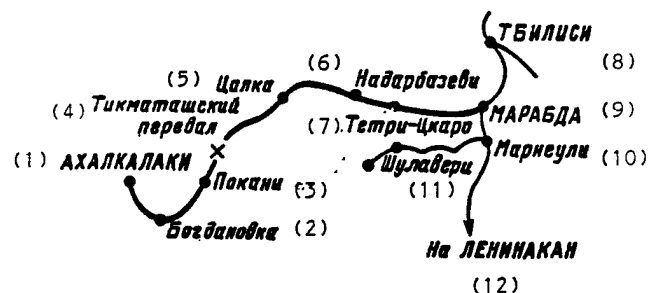 ТБИЛИСИ
(8)
(6)
Надарбазеви
(5)
Цалка
(4)
Тикматашский
перевал
(7)
Тетри-Цкаро
МАРАБДА
(9)
(1)
АХАЛКАЛАКИ
Шулавери
Марнеули
(10)
Покани
(3)
(11)
Богдановка
(2)
На ЛЕНИНАКАН
(12)